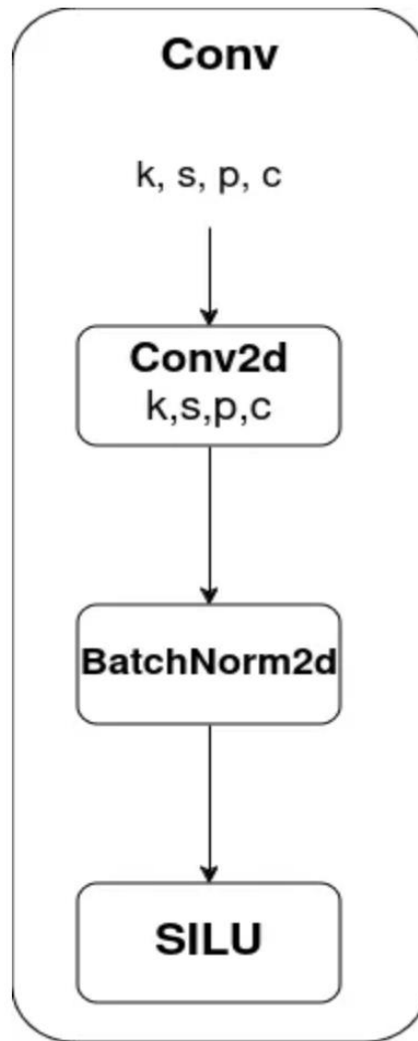 Conv
k, s, p, c
Conv2d
k,s,p,c
BatchNorm2d
SILU